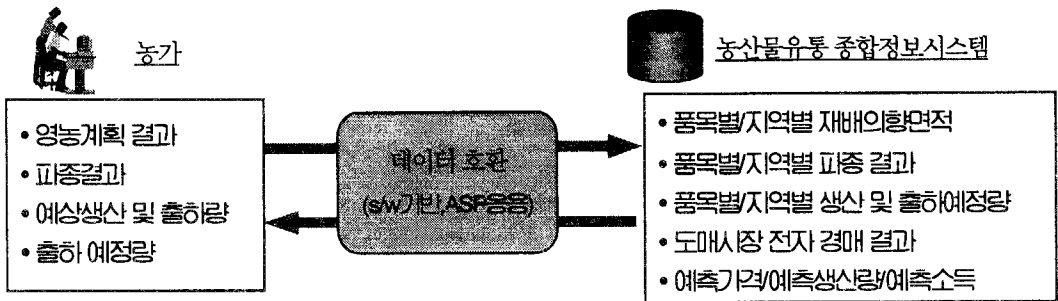 농가
• 영농계획 결과
• 파종결과
• 예상생산 및 출하량
• 출하 예정량
데이터 호환
(s/w기반,ASP응용)
농산물유통 종합정보시스템
• 품목별/지역별 재배의향면적
• 품목별/지역별 파종 결과
• 품목별/지역별 생산 및 출하예정량
• 도매시장 전자 경매 결과
• 예측가격/예측생산량/예측소득